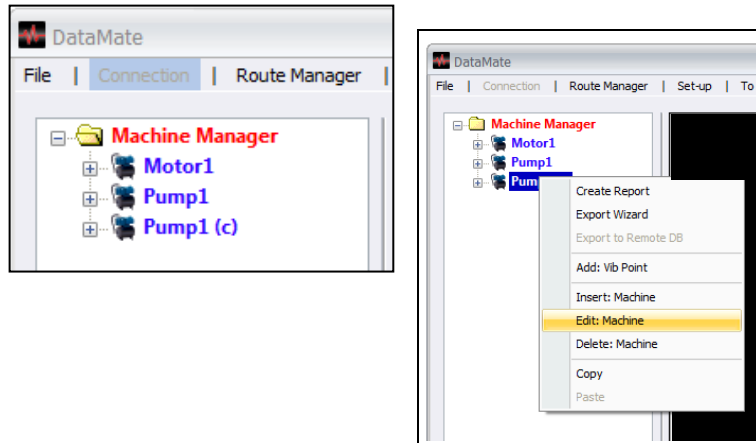 DataMate
File | Connection | Route Manager |
Machine Manager
Motor1
Pump1
Pump1 (c)
DataMate
File | Connection | Route Manager | Set-up | To
Machine Manager
Motor1
Pump1
Pum
Create Report
Export Wizard
Export to Remote DB
Add: Vib Point
Insert: Machine
Edit: Machine
Delete: Machine
Copy
Paste